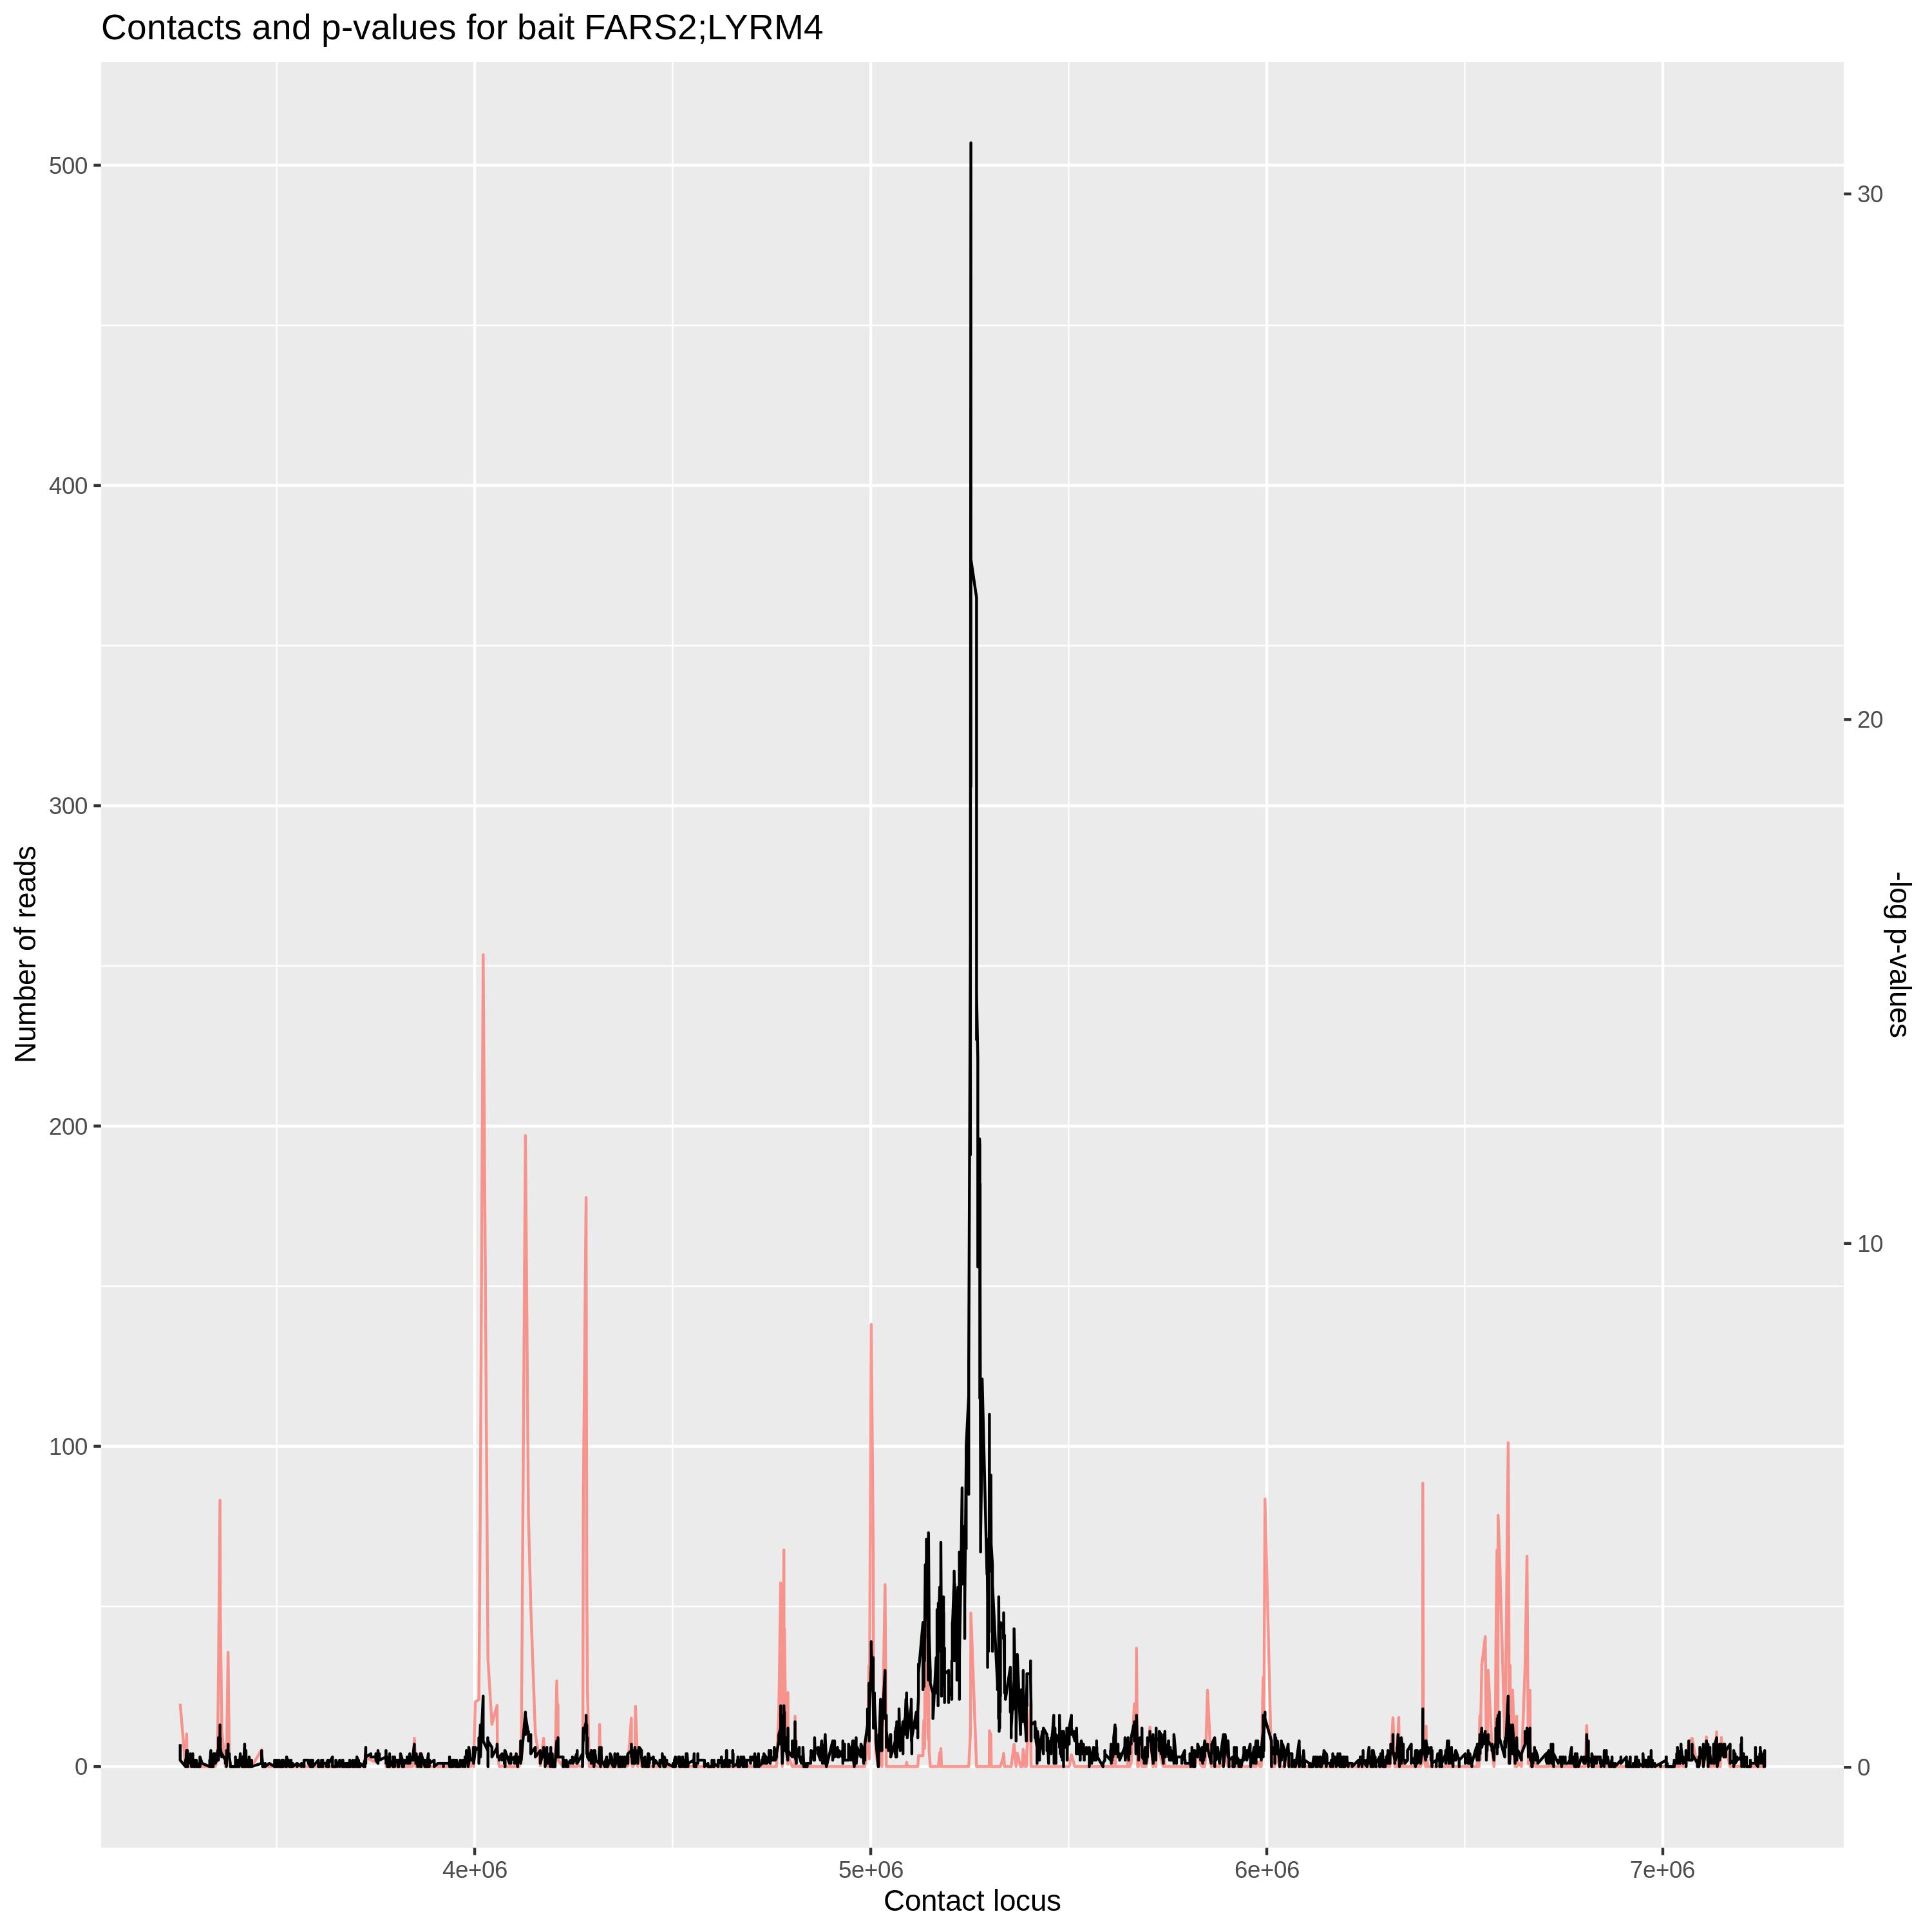 Contacts and p-values for bait FARS2;LYRM4
500
400
300
200
100
0
Number of reads
30
20
10
0
-log p-values
4e+06
5e+06
6e+06
7e+06
Contact locus